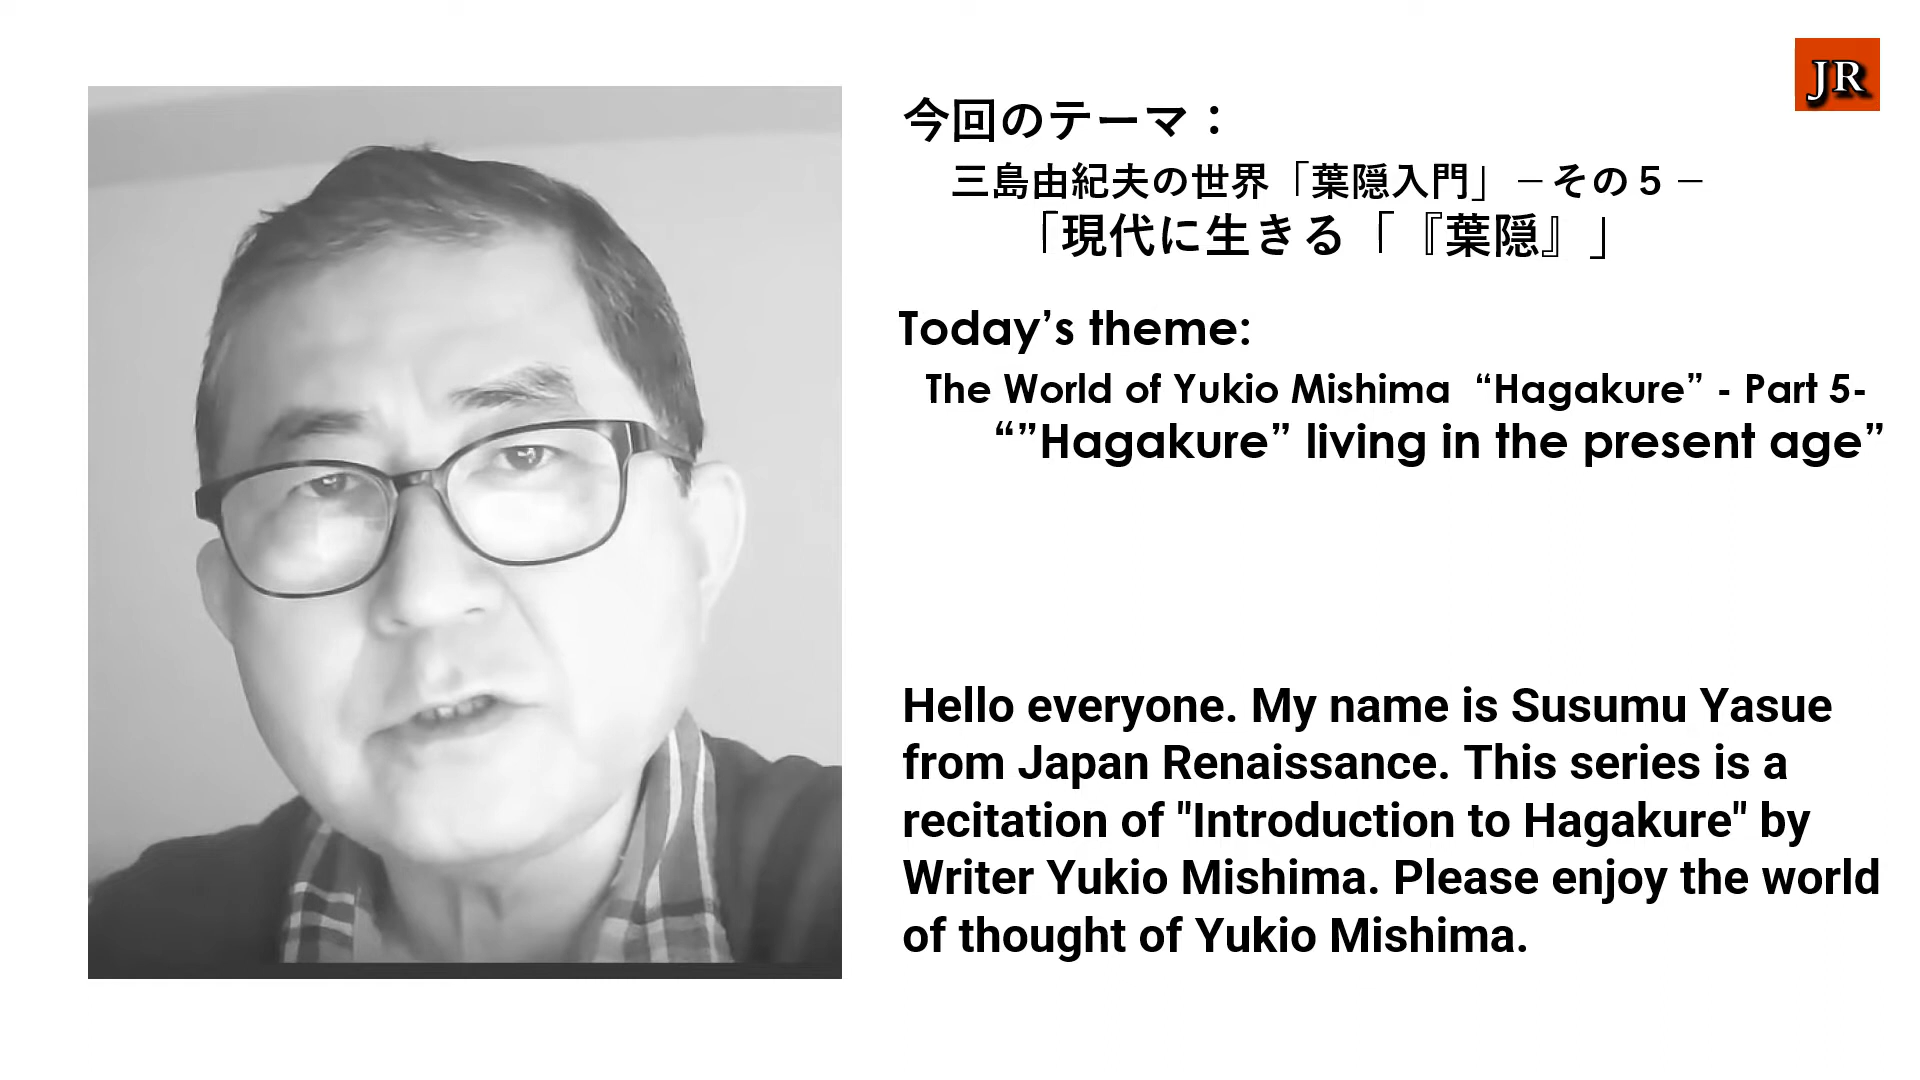 JR
今回のテーマ：
三島由紀夫の世界「葉隠入門」－その５－
「現代に生きる「『葉隠』」
Today’s theme:
The World of Yukio Mishima “Hagakure” - Part 5-
“”Hagakure” living in the present age”
Hello everyone. My name is Susumu Yasue
from Japan Renaissance. This series is a
recitation of "Introduction to Hagakure" by
Writer Yukio Mishima. Please enjoy the world
of thought of Yukio Mishima.